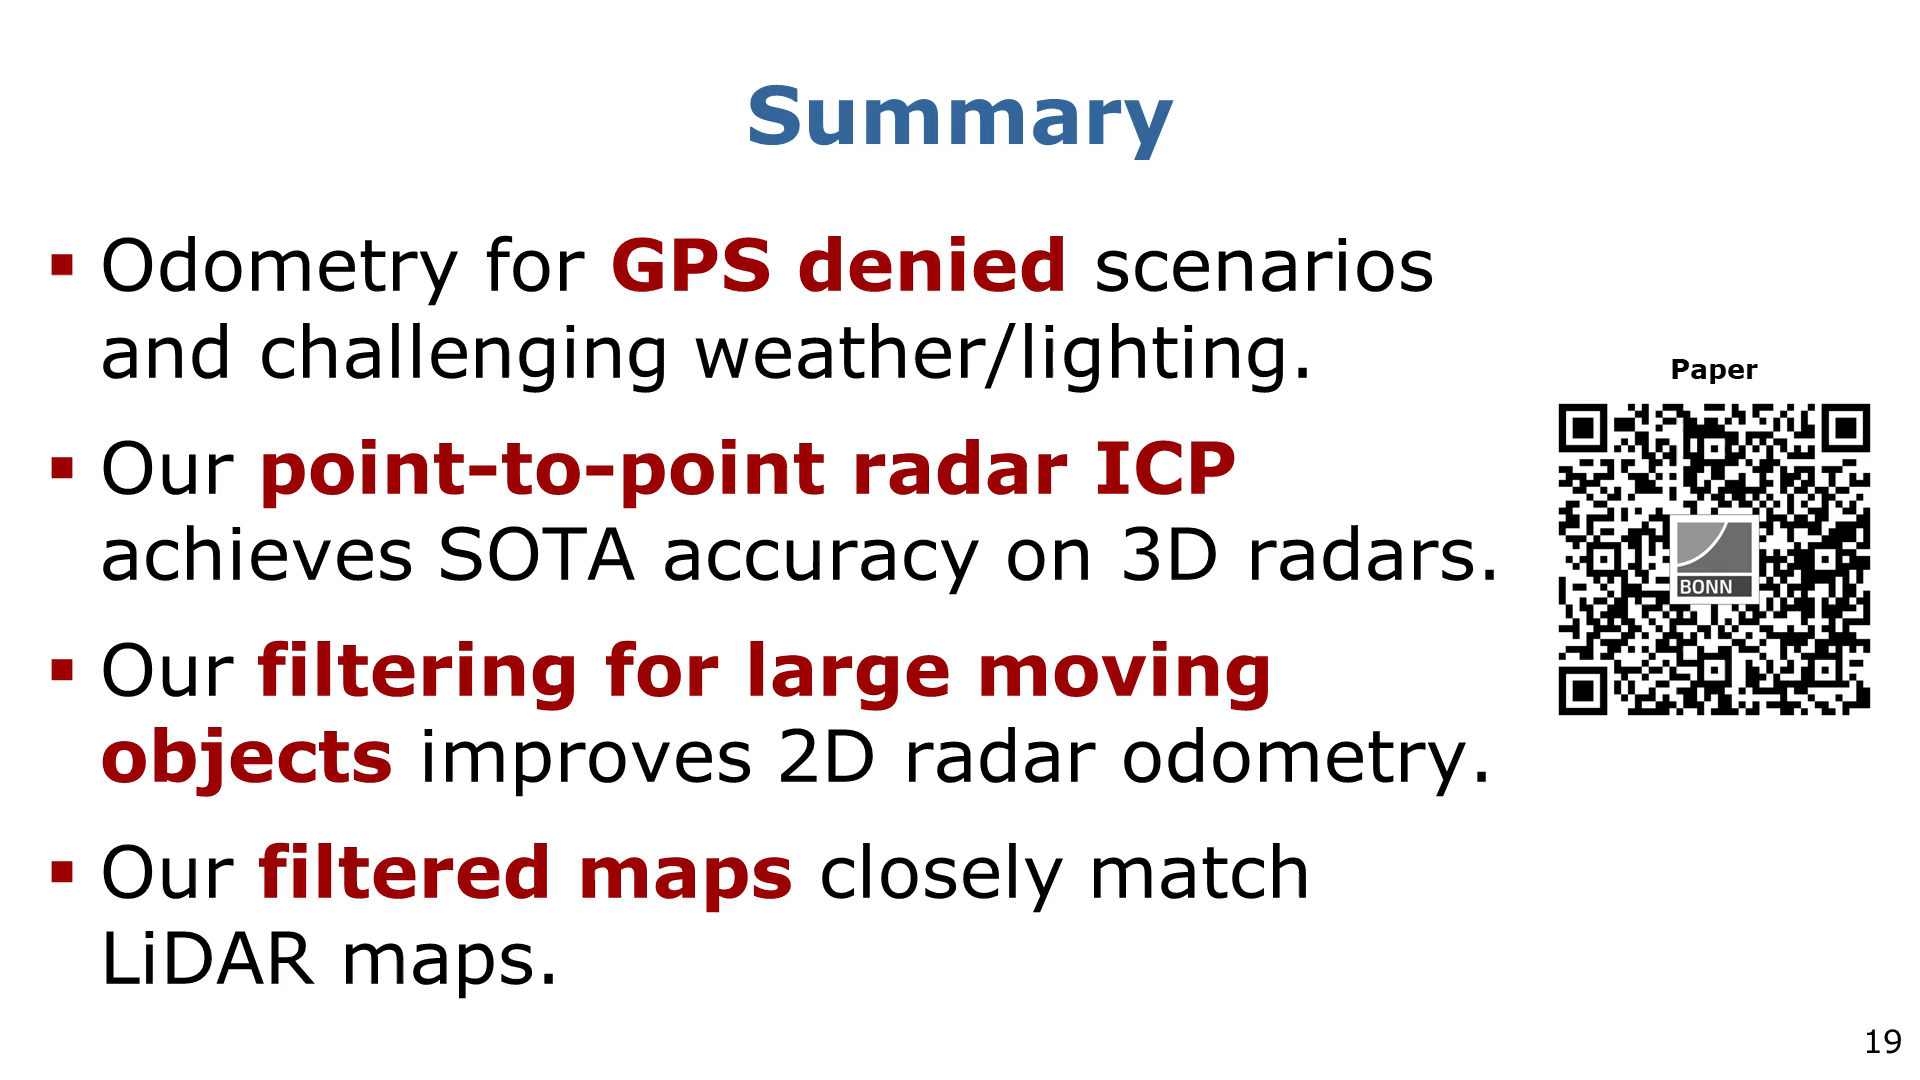 Summary
▪ Odometry for GPS denied scenarios
and challenging weather/lighting.
▪ Our point-to-point radar ICP
achieves SOTA accuracy on 3D radars.
▪ Our filtering for large moving
objects improves 2D radar odometry.
▪ Our filtered maps closely match
LiDAR maps.
Paper
BONN
19